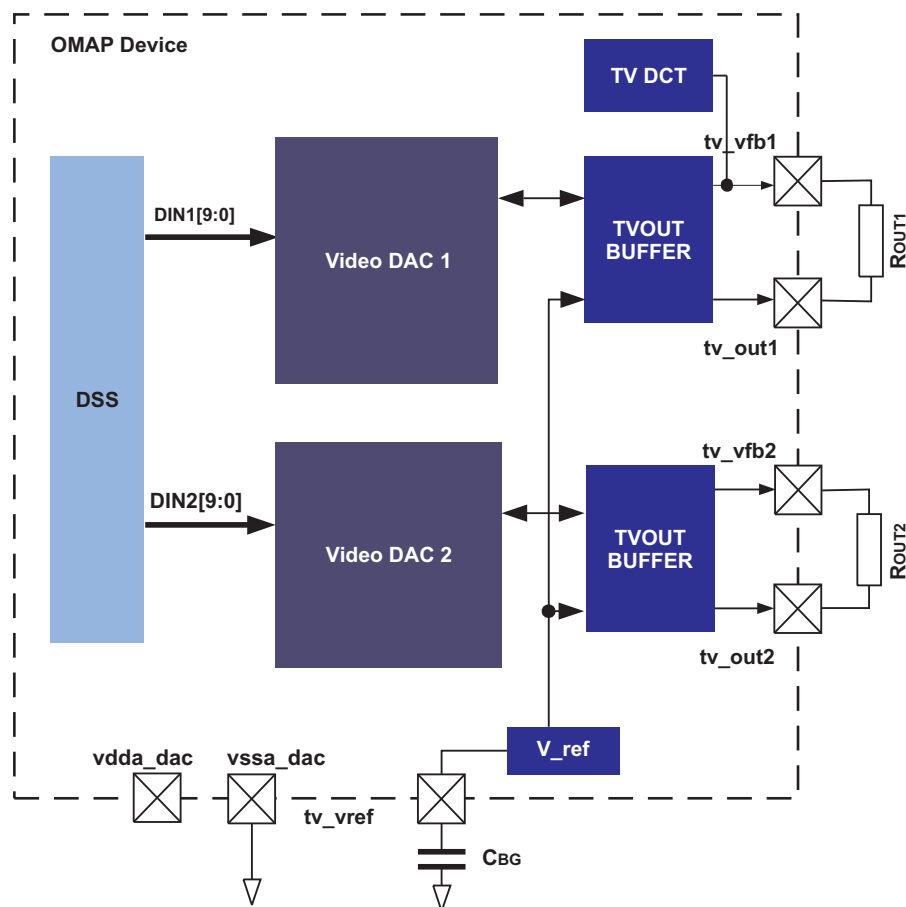 OMAP Device
TV DCT
tv_vfb1
DIN1[9:0]
TVOUT
BUFFER
Video DAC 1
ROUT1
tv_out1
DSS
tv_vfb2
DIN2[9:0]
TVOUT
BUFFER
Video DAC 2
ROUT2
tv_out2
V_ref
vdda_dac
vssa_dac
tv_vref
CBG